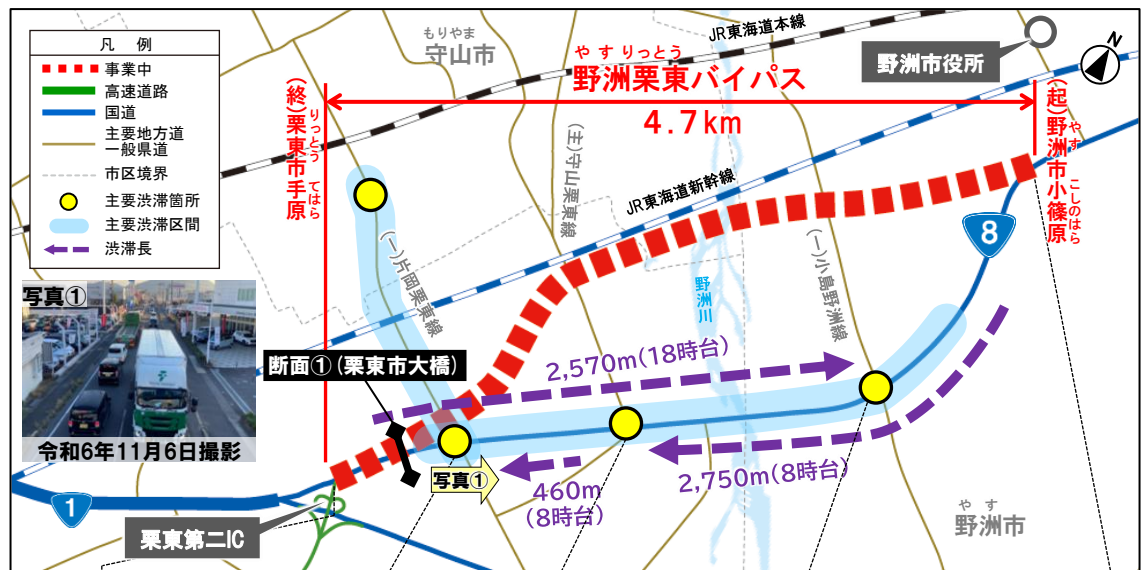 凡　例
事業中
高速道路
国道
主要地方道
一般県道
市区境界
主要渋滞箇所
主要渋滞区間
渋滞長
もりやま
守山市
JR東海道本線
野洲市役所
N
やすりっとう
野洲栗東バイパス
4.7km
(終)栗東市手原
りっとう
てはら
(起)野洲市小篠原
やす
こしのはら
(主)守山栗東線
JR東海道新幹線
8
(一)片岡栗東線
野洲川
(一)小島野洲線
写真①
令和6年11月6日撮影
断面①(栗東市大橋)
2,570m(18時台)
写真①
460m
(8時台)
2,750m(8時台)
1
栗東第二IC
やす
野洲市